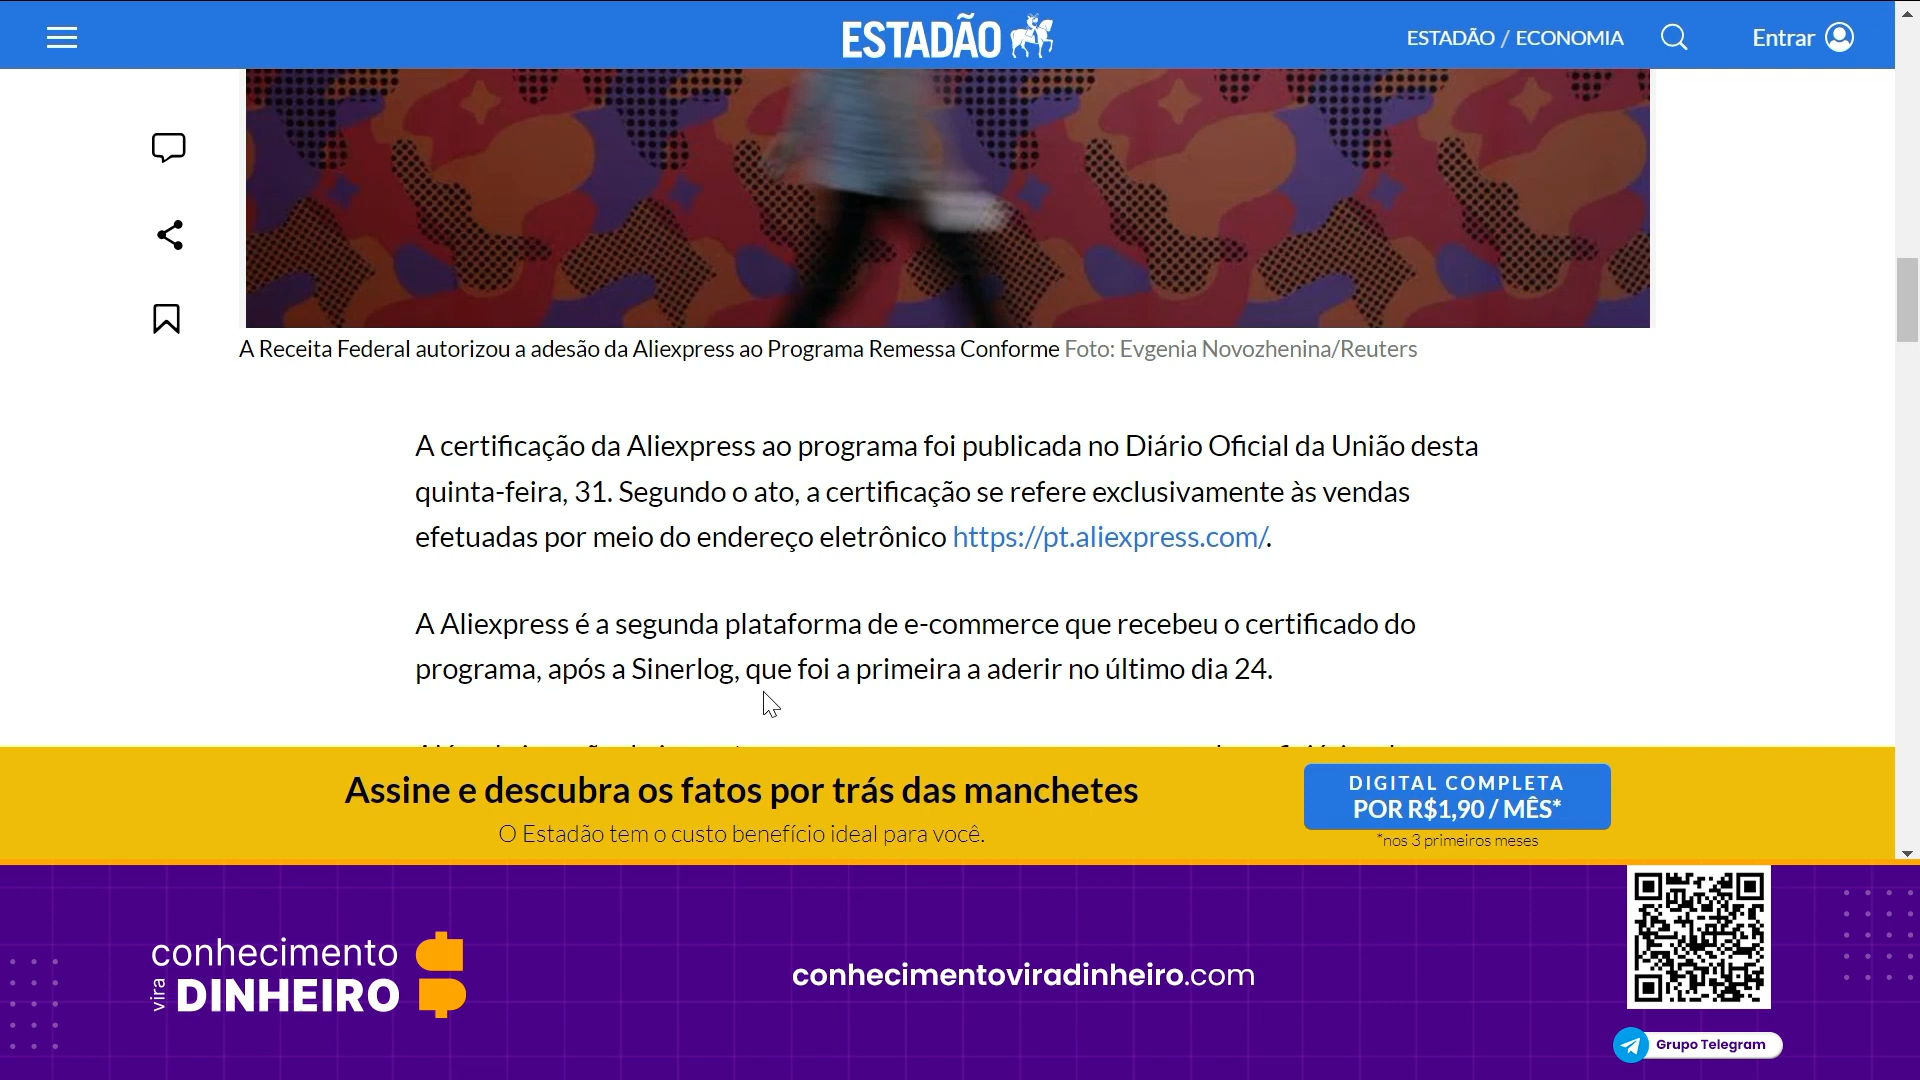 ESTADÃO
ESTADÃO / ECONOMIA
Entrar
A Receita Federal autorizou a adesão da Aliexpress ao Programa Remessa Conforme Foto: Evgenia Novozhenina/Reuters
A certificação da Aliexpress ao programa foi publicada no Diário Oficial da União desta
quinta-feira, 31. Segundo o ato, a certificação se refere exclusivamente às vendas
efetuadas por meio do endereço eletrônico https://pt.aliexpress.com/.
A Aliexpress é a segunda plataforma de e-commerce que recebeu o certificado do
programa, após a Sinerlog, que foi a primeira a aderir no último dia 24.
Assine e descubra os fatos por trás das manchetes
O Estadão tem o custo benefício ideal para você.
DIGITAL COMPLETA
POR R$1,90 / MÊS*
*nos 3 primeiros meses
conhecimento
vira DINHEIRO
conhecimentoviradinheiro.com
Grupo Telegram